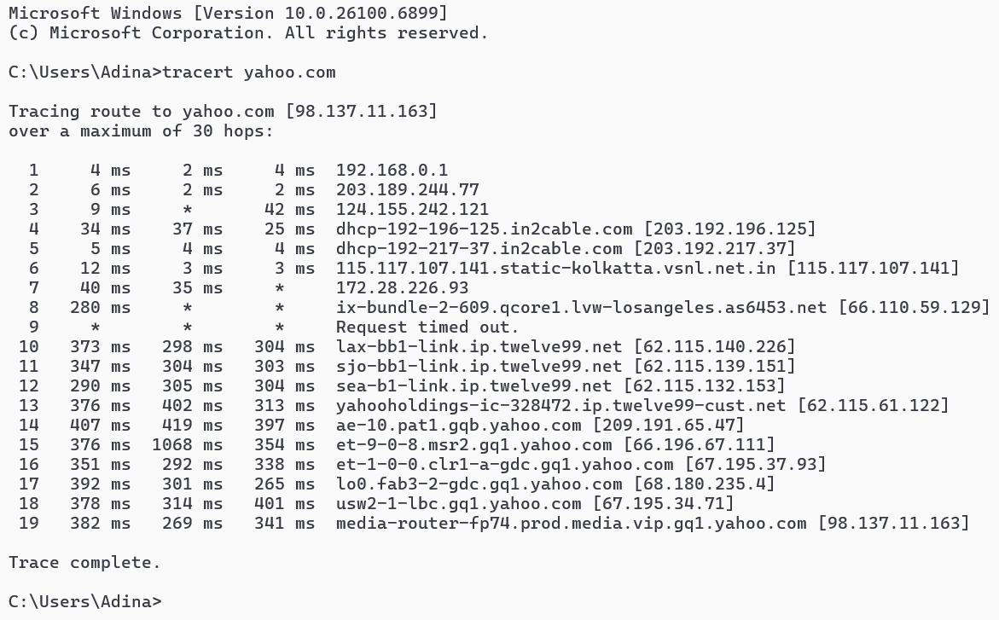 Microsoft Windows [Version 10.0.26100.6899]
(c) Microsoft Corporation. All rights reserved.

C:\Users\Adina>tracert yahoo.com

Tracing route to yahoo.com [98.137.11.163]
over a maximum of 30 hops:

  1     4 ms     2 ms     4 ms  192.168.0.1
  2     6 ms     2 ms     2 ms  203.189.244.77
  3     9 ms     *       42 ms  124.155.242.121
  4    34 ms    37 ms    25 ms  dhcp-192-196-125.in2cable.com [203.192.196.125]
  5     5 ms     4 ms     4 ms  dhcp-192-217-37.in2cable.com [203.192.217.37]
  6    12 ms     3 ms     3 ms  115.117.107.141.static-kolkatta.vsnl.net.in [115.117.107.141]
  7    40 ms    35 ms     *     172.28.226.93
  8   280 ms     *        *     ix-bundle-2-609.qcore1.lvw-losangeles.as6453.net [66.110.59.129]
  9     *        *        *     Request timed out.
 10   373 ms   298 ms   304 ms  lax-bb1-link.ip.twelve99.net [62.115.140.226]
 11   347 ms   304 ms   303 ms  sjo-bb1-link.ip.twelve99.net [62.115.139.151]
 12   290 ms   305 ms   304 ms  sea-b1-link.ip.twelve99.net [62.115.132.153]
 13   376 ms   402 ms   313 ms  yahooholdings-ic-328472.ip.twelve99-cust.net [62.115.61.122]
 14   407 ms   419 ms   397 ms  ae-10.pat1.gqb.yahoo.com [209.191.65.47]
 15   376 ms  1068 ms   354 ms  et-9-0-8.msr2.gq1.yahoo.com [66.196.67.111]
 16   351 ms   292 ms   338 ms  et-1-0-0.clr1-a-gdc.gq1.yahoo.com [67.195.37.93]
 17   392 ms   301 ms   265 ms  lo0.fab3-2-gdc.gq1.yahoo.com [68.180.235.4]
 18   378 ms   314 ms   401 ms  usw2-1-lbc.gq1.yahoo.com [67.195.34.71]
 19   382 ms   269 ms   341 ms  media-router-fp74.prod.media.vip.gq1.yahoo.com [98.137.11.163]

Trace complete.

C:\Users\Adina>